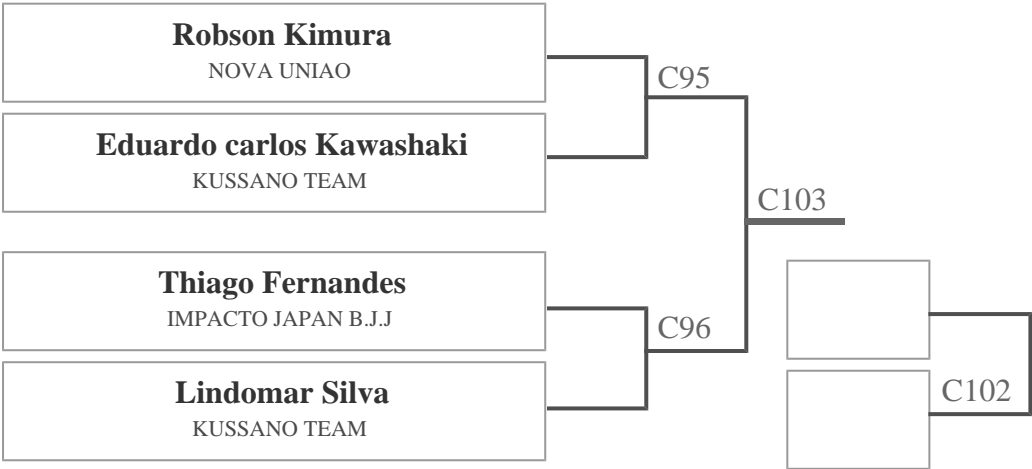 Robson Kimura
NOVA UNIAO
C95
Eduardo carlos Kawashaki
KUSSANO TEAM
C103
Thiago Fernandes
IMPACTO JAPAN B.J.J
C96
Lindomar Silva
KUSSANO TEAM
C102